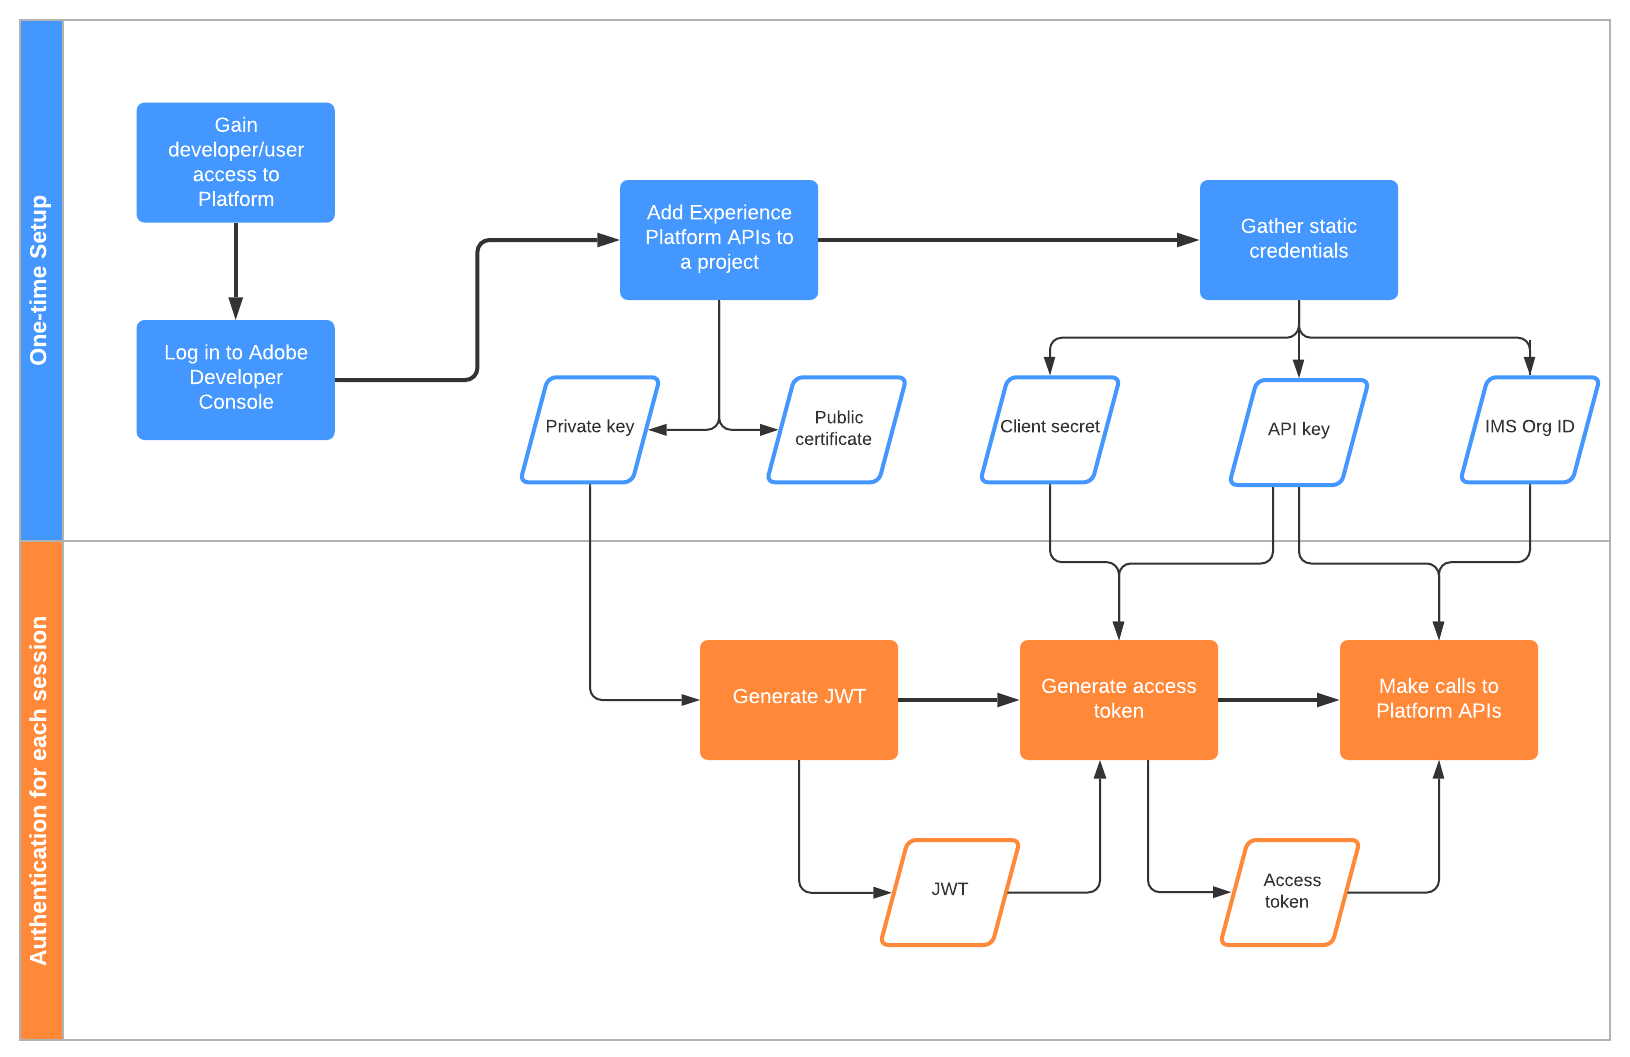 One-time Setup
Gain
developer/user
access to
Platform
Log in to Adobe
Developer
Console
Add Experience
Platform APIs to
a project
Gather static
credentials
Private key
Public
certificate
Client secret
API key
IMS Org ID
Authentication for each session
Generate JWT
Generate access
token
Make calls to
Platform APIs
JWT
Access
token